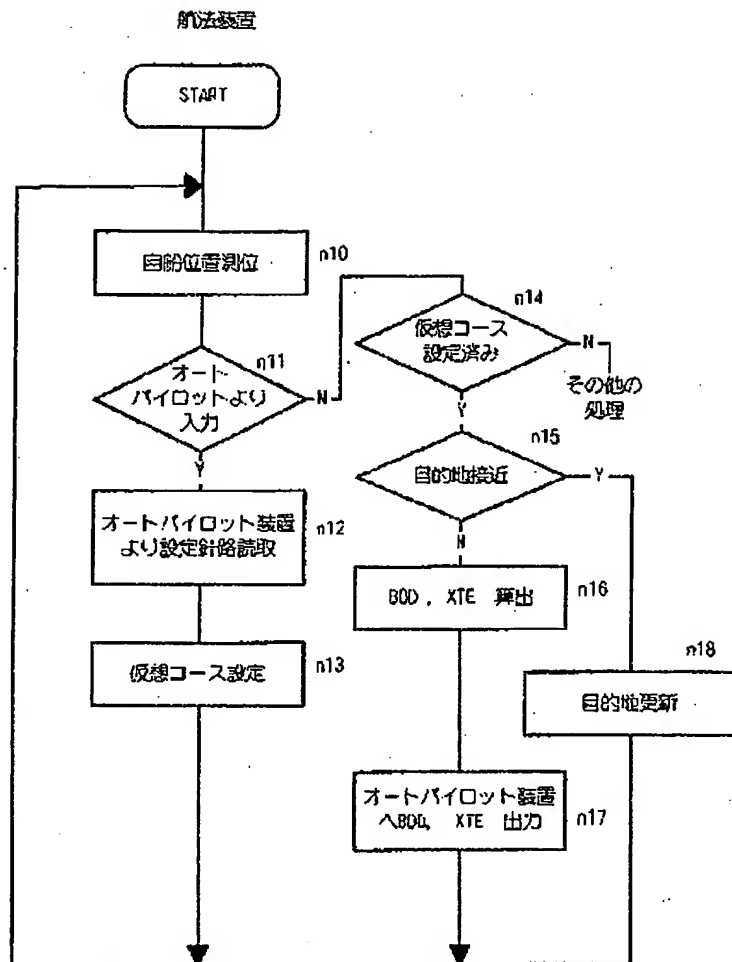 航法装置
START
自船位置測位
n10
オート
パイロットより
入力
n11
N
Y
オートパイロット装置
より設定針路読取
n12
仮想コース設定
n13
仮想コース
設定済み
n14
N
その他の
処理
Y
目的地接近
n15
Y
N
BOD, XTE 算出
n16
オートパイロット装置
へBOD, XTE 出力
n17
n18
目的地更新